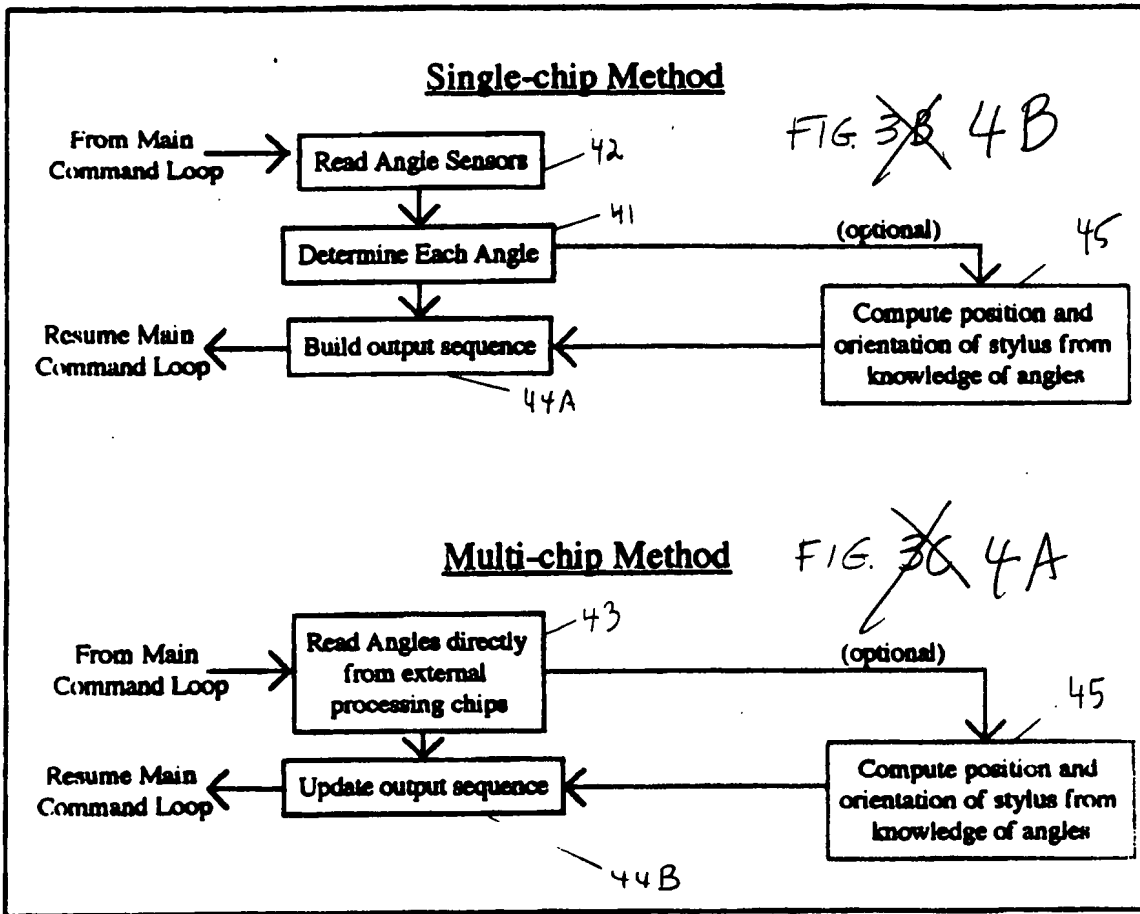 Single-chip Method
FIG. 3B 4B
From Main
Command Loop
Read Angle Sensors
42
41
Determine Each Angle
(optional)
45
Resume Main
Command Loop
Build output sequence
44A
Compute position and
orientation of stylus from
knowledge of angles
Multi-chip Method
FIG. 3C 4A
43
From Main
Command Loop
Read Angles directly
from external
processing chips
(optional)
45
Resume Main
Command Loop
Update output sequence
44B
Compute position and
orientation of stylus from
knowledge of angles